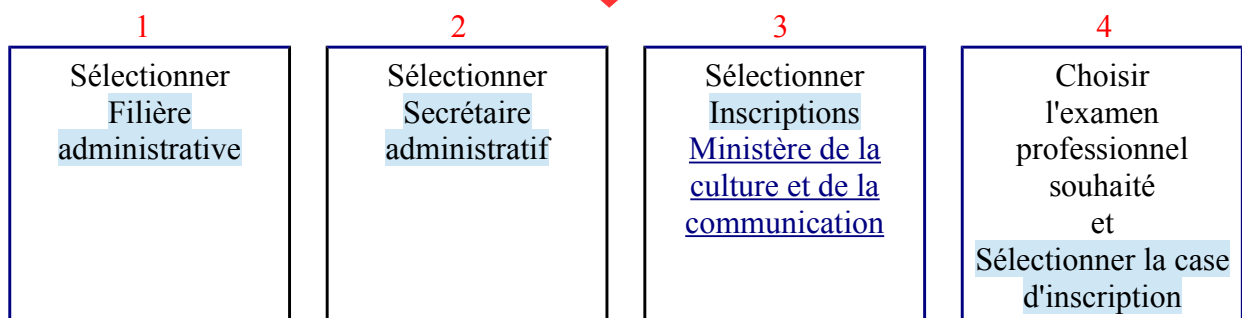 1
Sélectionner
Filière
administrative
2
Sélectionner
Secrétaire
administratif
3
Sélectionner
Inscriptions
Ministère de la
culture et de la
communication
4
Choisir
l'examen
professionnel
souhaité
et
Sélectionner la case
d'inscription